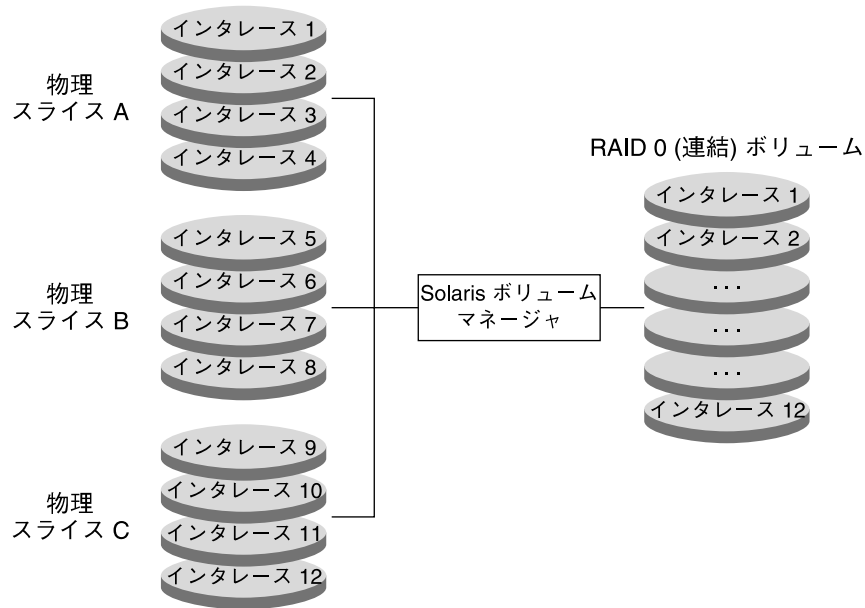 物理
スライス A
インタレース 1
インタレース 2
インタレース 3
インタレース 4
物理
スライス B
インタレース 5
インタレース 6
インタレース 7
インタレース 8
物理
スライス C
インタレース 9
インタレース 10
インタレース 11
インタレース 12
Solaris ボリューム
マネージャ
RAID 0 (連結) ボリューム
インタレース 1
インタレース 2
...
...
...
インタレース 12